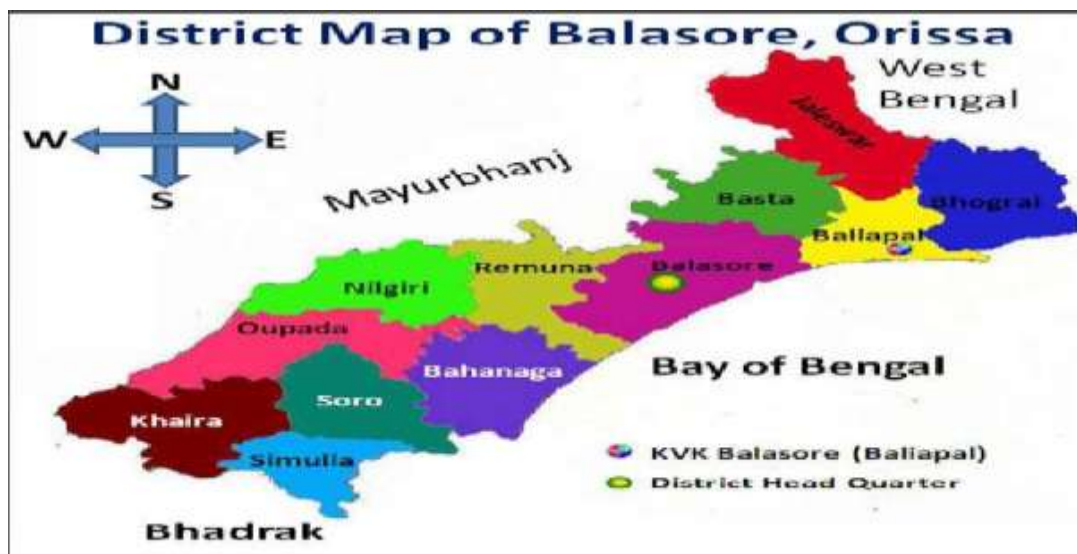 District Map of Balasore, Orissa
West
Bengal
N
W
E
S
Jaleswar
Mayurbhanj
Basta
Bhograi
Baliapal
Remuna
Balasore
Nilgiri
Oupada
Bahanaga
Bay of Bengal
Soro
Khaira
Simulia
KVK Balasore (Baliapal)
District Head Quarter
Bhadrak